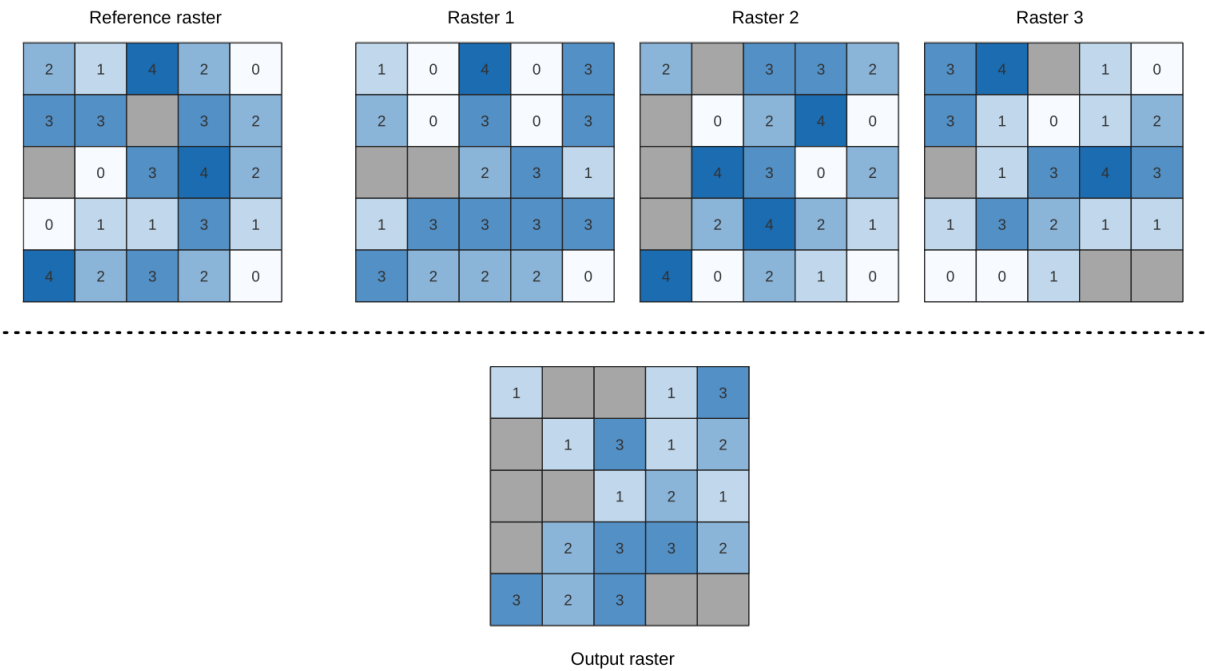 Reference raster Raster 1 Raster 2 Raster 3
2 1 4 2 0 1 0 4 0 3 2 3 3 2 3 4 1 0
3 3 3 2 2 0 3 0 3 0 2 4 0 3 1 0 1 2
0 3 4 2 2 3 1 4 3 0 2 1 3 4 3
0 1 1 3 1 1 3 3 3 3 2 4 2 1 1 3 2 1 1
4 2 3 2 0 3 2 2 2 0 4 0 2 1 0 0 0 1
1 1 3
1 3 1 2
1 2 1
2 3 3 2
3 2 3
Output raster